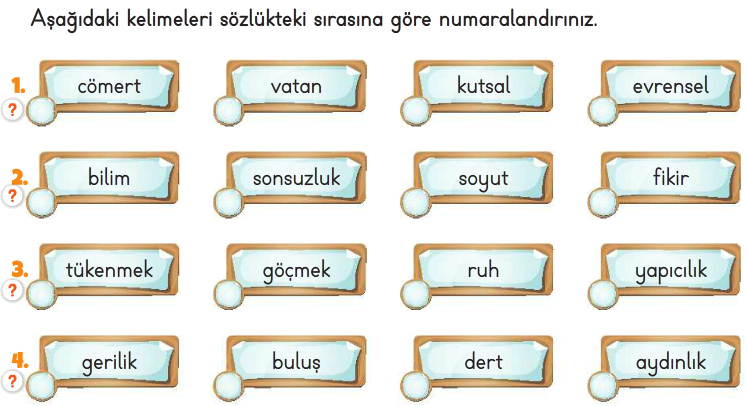 Aşağıdaki kelimeleri sözlükteki sırasına göre numaralandırınız.
1. cömert vatan kutsal evrensel
?
2. bilim sonsuzluk soyut fikir
?
3. tükenmek göçmek ruh yapıcılık
?
4. gerilik buluş dert aydınlık
?